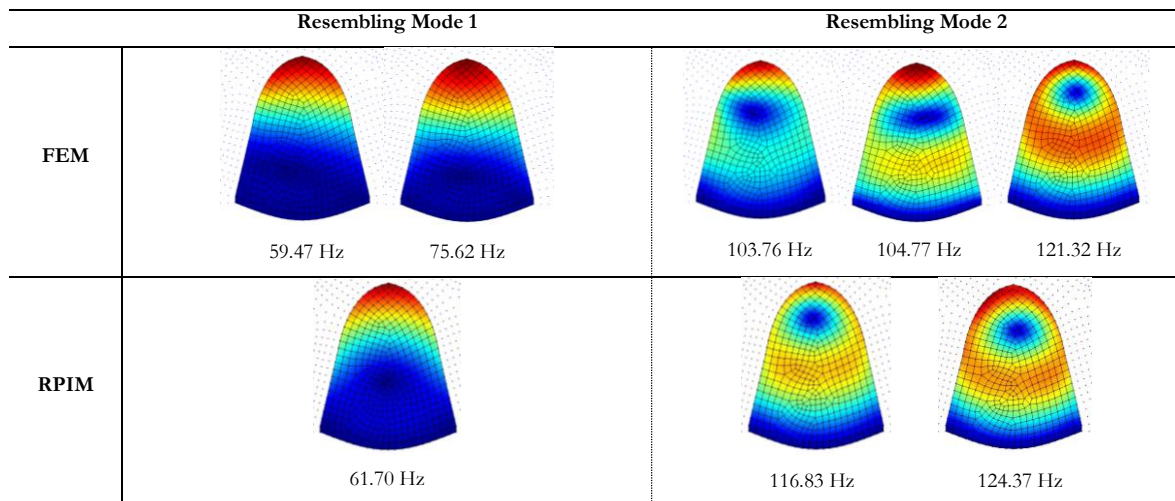 Resembling Mode 1 Resembling Mode 2
FEM
59.47 Hz 75.62 Hz 103.76 Hz 104.77 Hz 121.32 Hz
RPIM
61.70 Hz 116.83 Hz 124.37 Hz